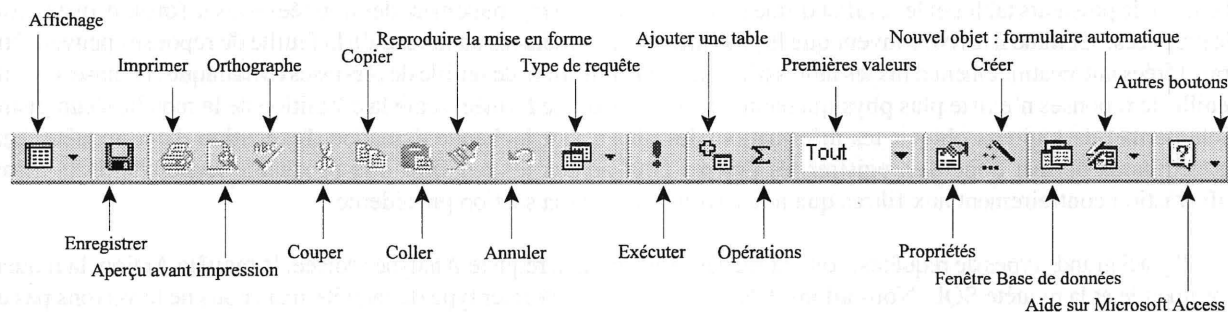 Affichage
Nouvel objet : formulaire automatique
Reproduire la mise en forme
Ajouter une table
Imprimer
Orthographe
Copier
Type de requête
Premières valeurs
Créer
Autres boutons
ABC
Tout
Σ
?
Enregistrer
Couper
Coller
Annuler
Exécuter
Opérations
Propriétés
Aperçu avant impression
Fenêtre Base de données
Aide sur Microsoft Access